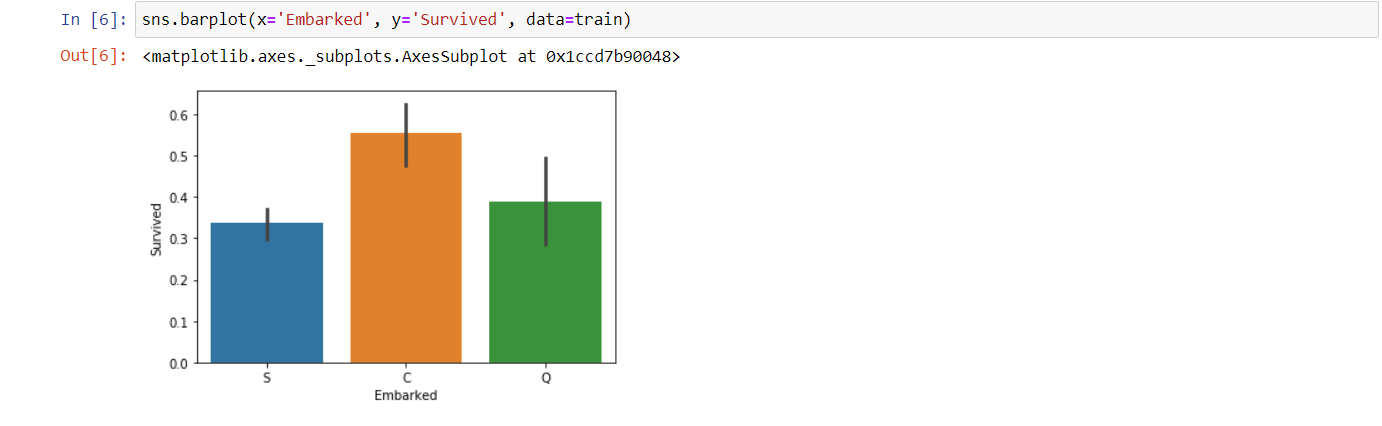 In [6]: sns.barplot(x='Embarked', y='Survived', data=train)
Out[6]: <matplotlib.axes._subplots.AxesSubplot at 0x1ccd7b90048>
0.6
0.5
0.4
0.3
0.2
0.1
0.0
Survived
S C Q
Embarked